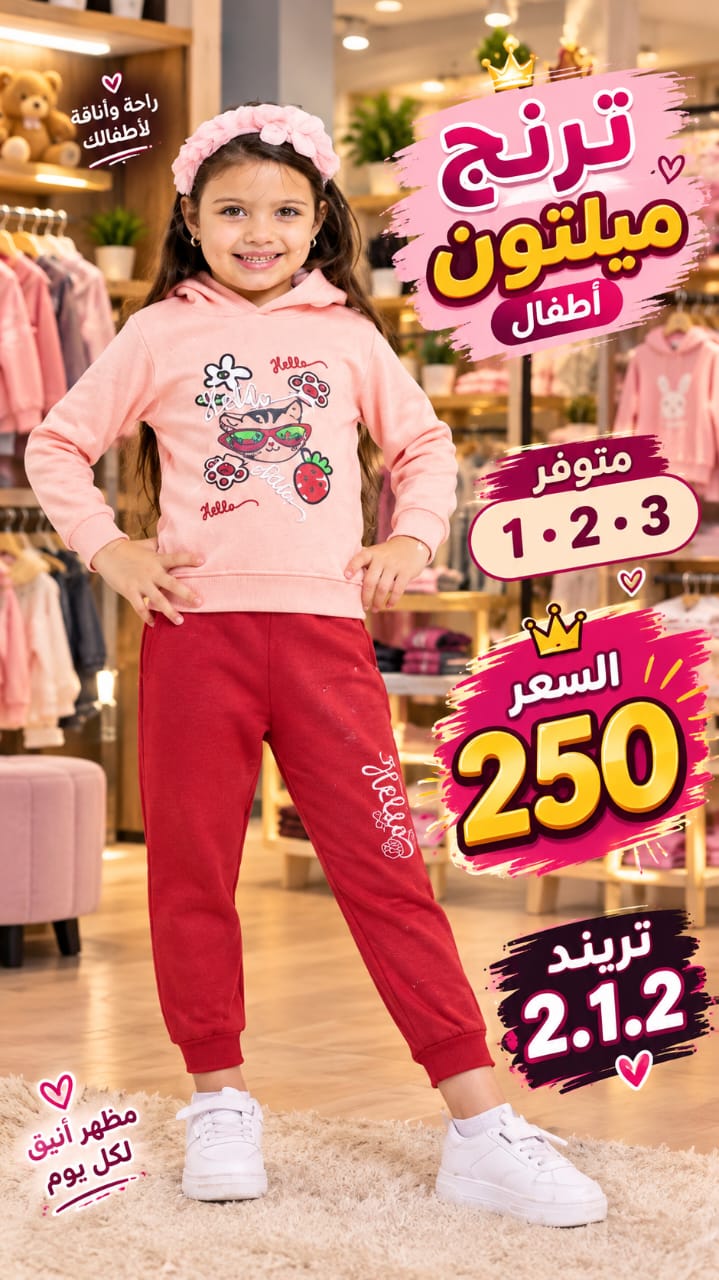 راحة وأناقة
لأطفالك
ترنج
ميلتون
أطفال
Hello
Hello
متوفر
1 • 2 • 3
السعر
250
تريند
2.1.2
مظهر أنيق
لكل يوم